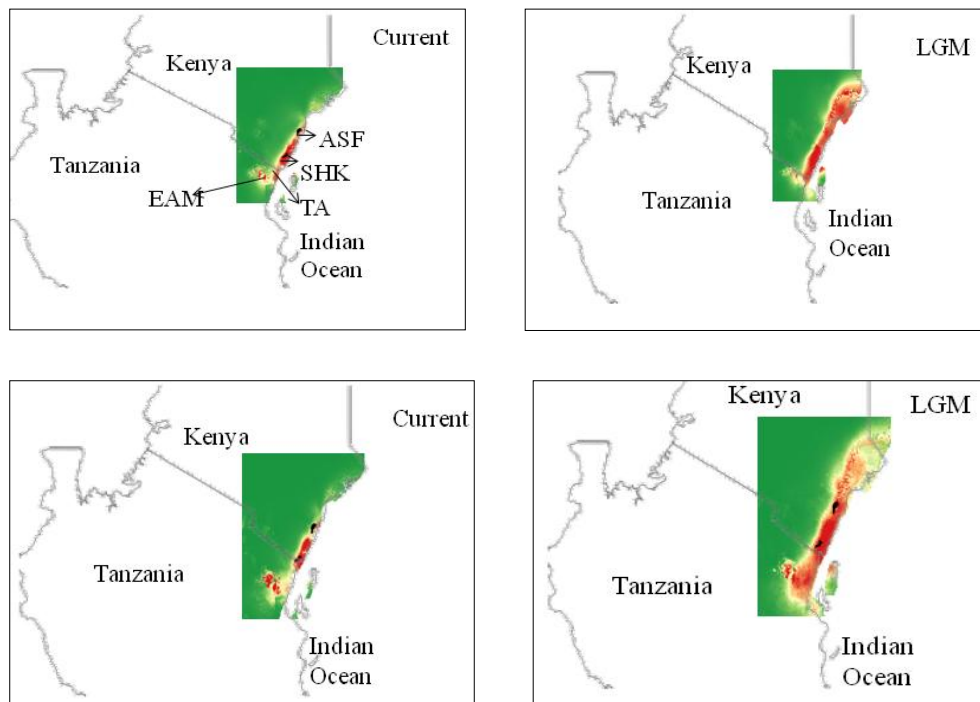 Current
Kenya
ASF
Tanzania
SHK
EAM
TA
Indian
Ocean
LGM
Kenya
Tanzania
Indian
Ocean
Current
Kenya
Tanzania
Indian
Ocean
Kenya
LGM
Tanzania
Indian
Ocean